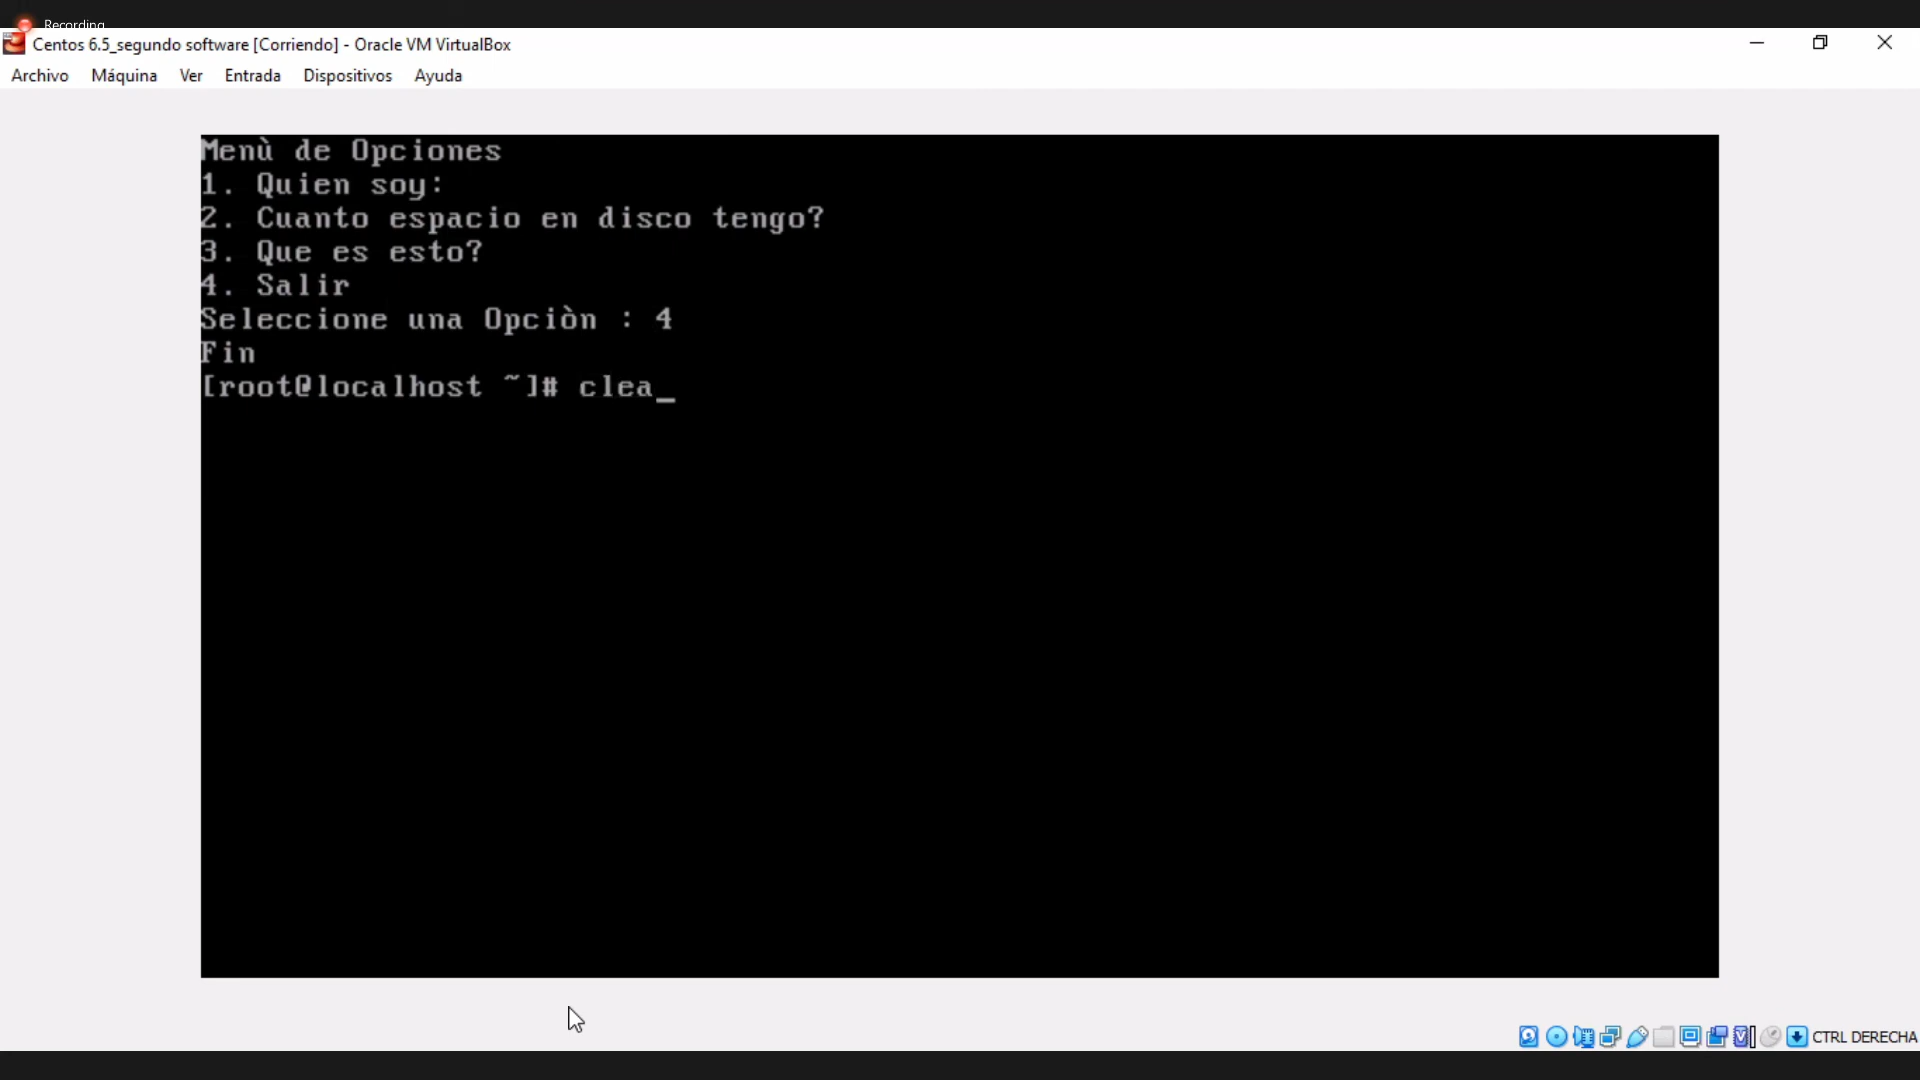 Recording
Centos 6.5_segundo software [Corriendo] - Oracle VM VirtualBox
Archivo Máquina Ver Entrada Dispositivos Ayuda
Menù de Opciones
1. Quien soy:
2. Cuanto espacio en disco tengo?
3. Que es esto?
4. Salir
Seleccione una Opciòn : 4
Fin
[root@localhost ~]# clea_
CTRL DERECHA